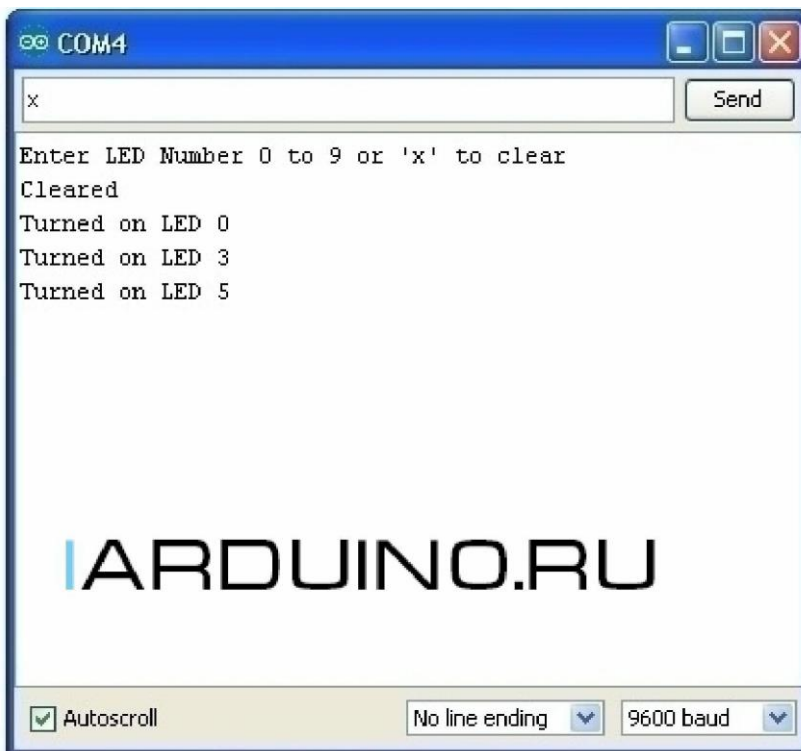 COM4
x
Send
Enter LED Number 0 to 9 or 'x' to clear
Cleared
Turned on LED 0
Turned on LED 3
Turned on LED 5
IARDUINO.RU
Autoscroll
No line ending
9600 baud